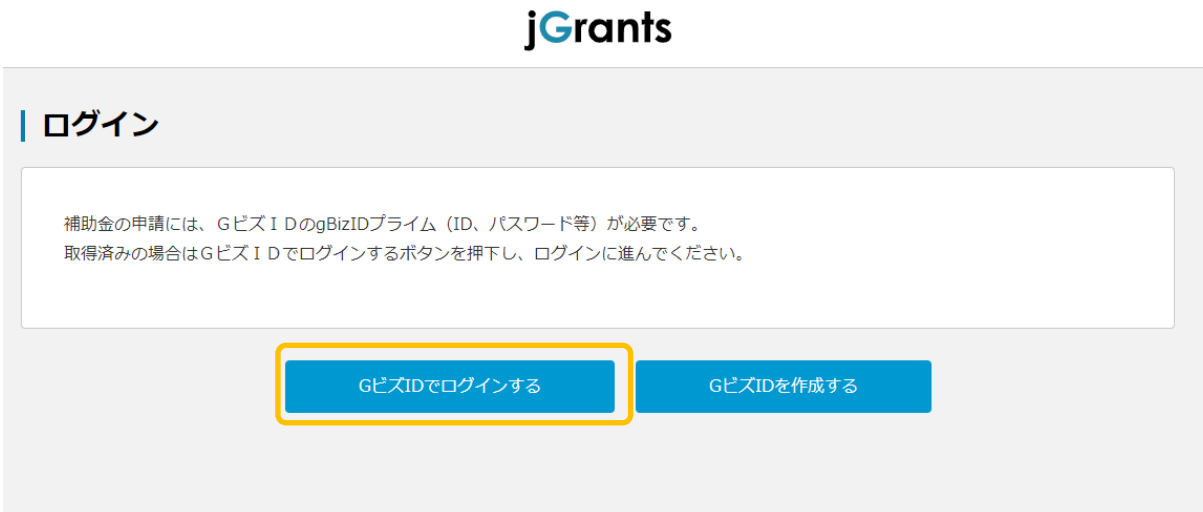 jGrants
ログイン
補助金の申請には、GビズＩＤのgBizIDプライム（ID、パスワード等）が必要です。
取得済みの場合はGビズＩＤでログインするボタンを押下し、ログインに進んでください。
GビズIDでログインする
GビズIDを作成する